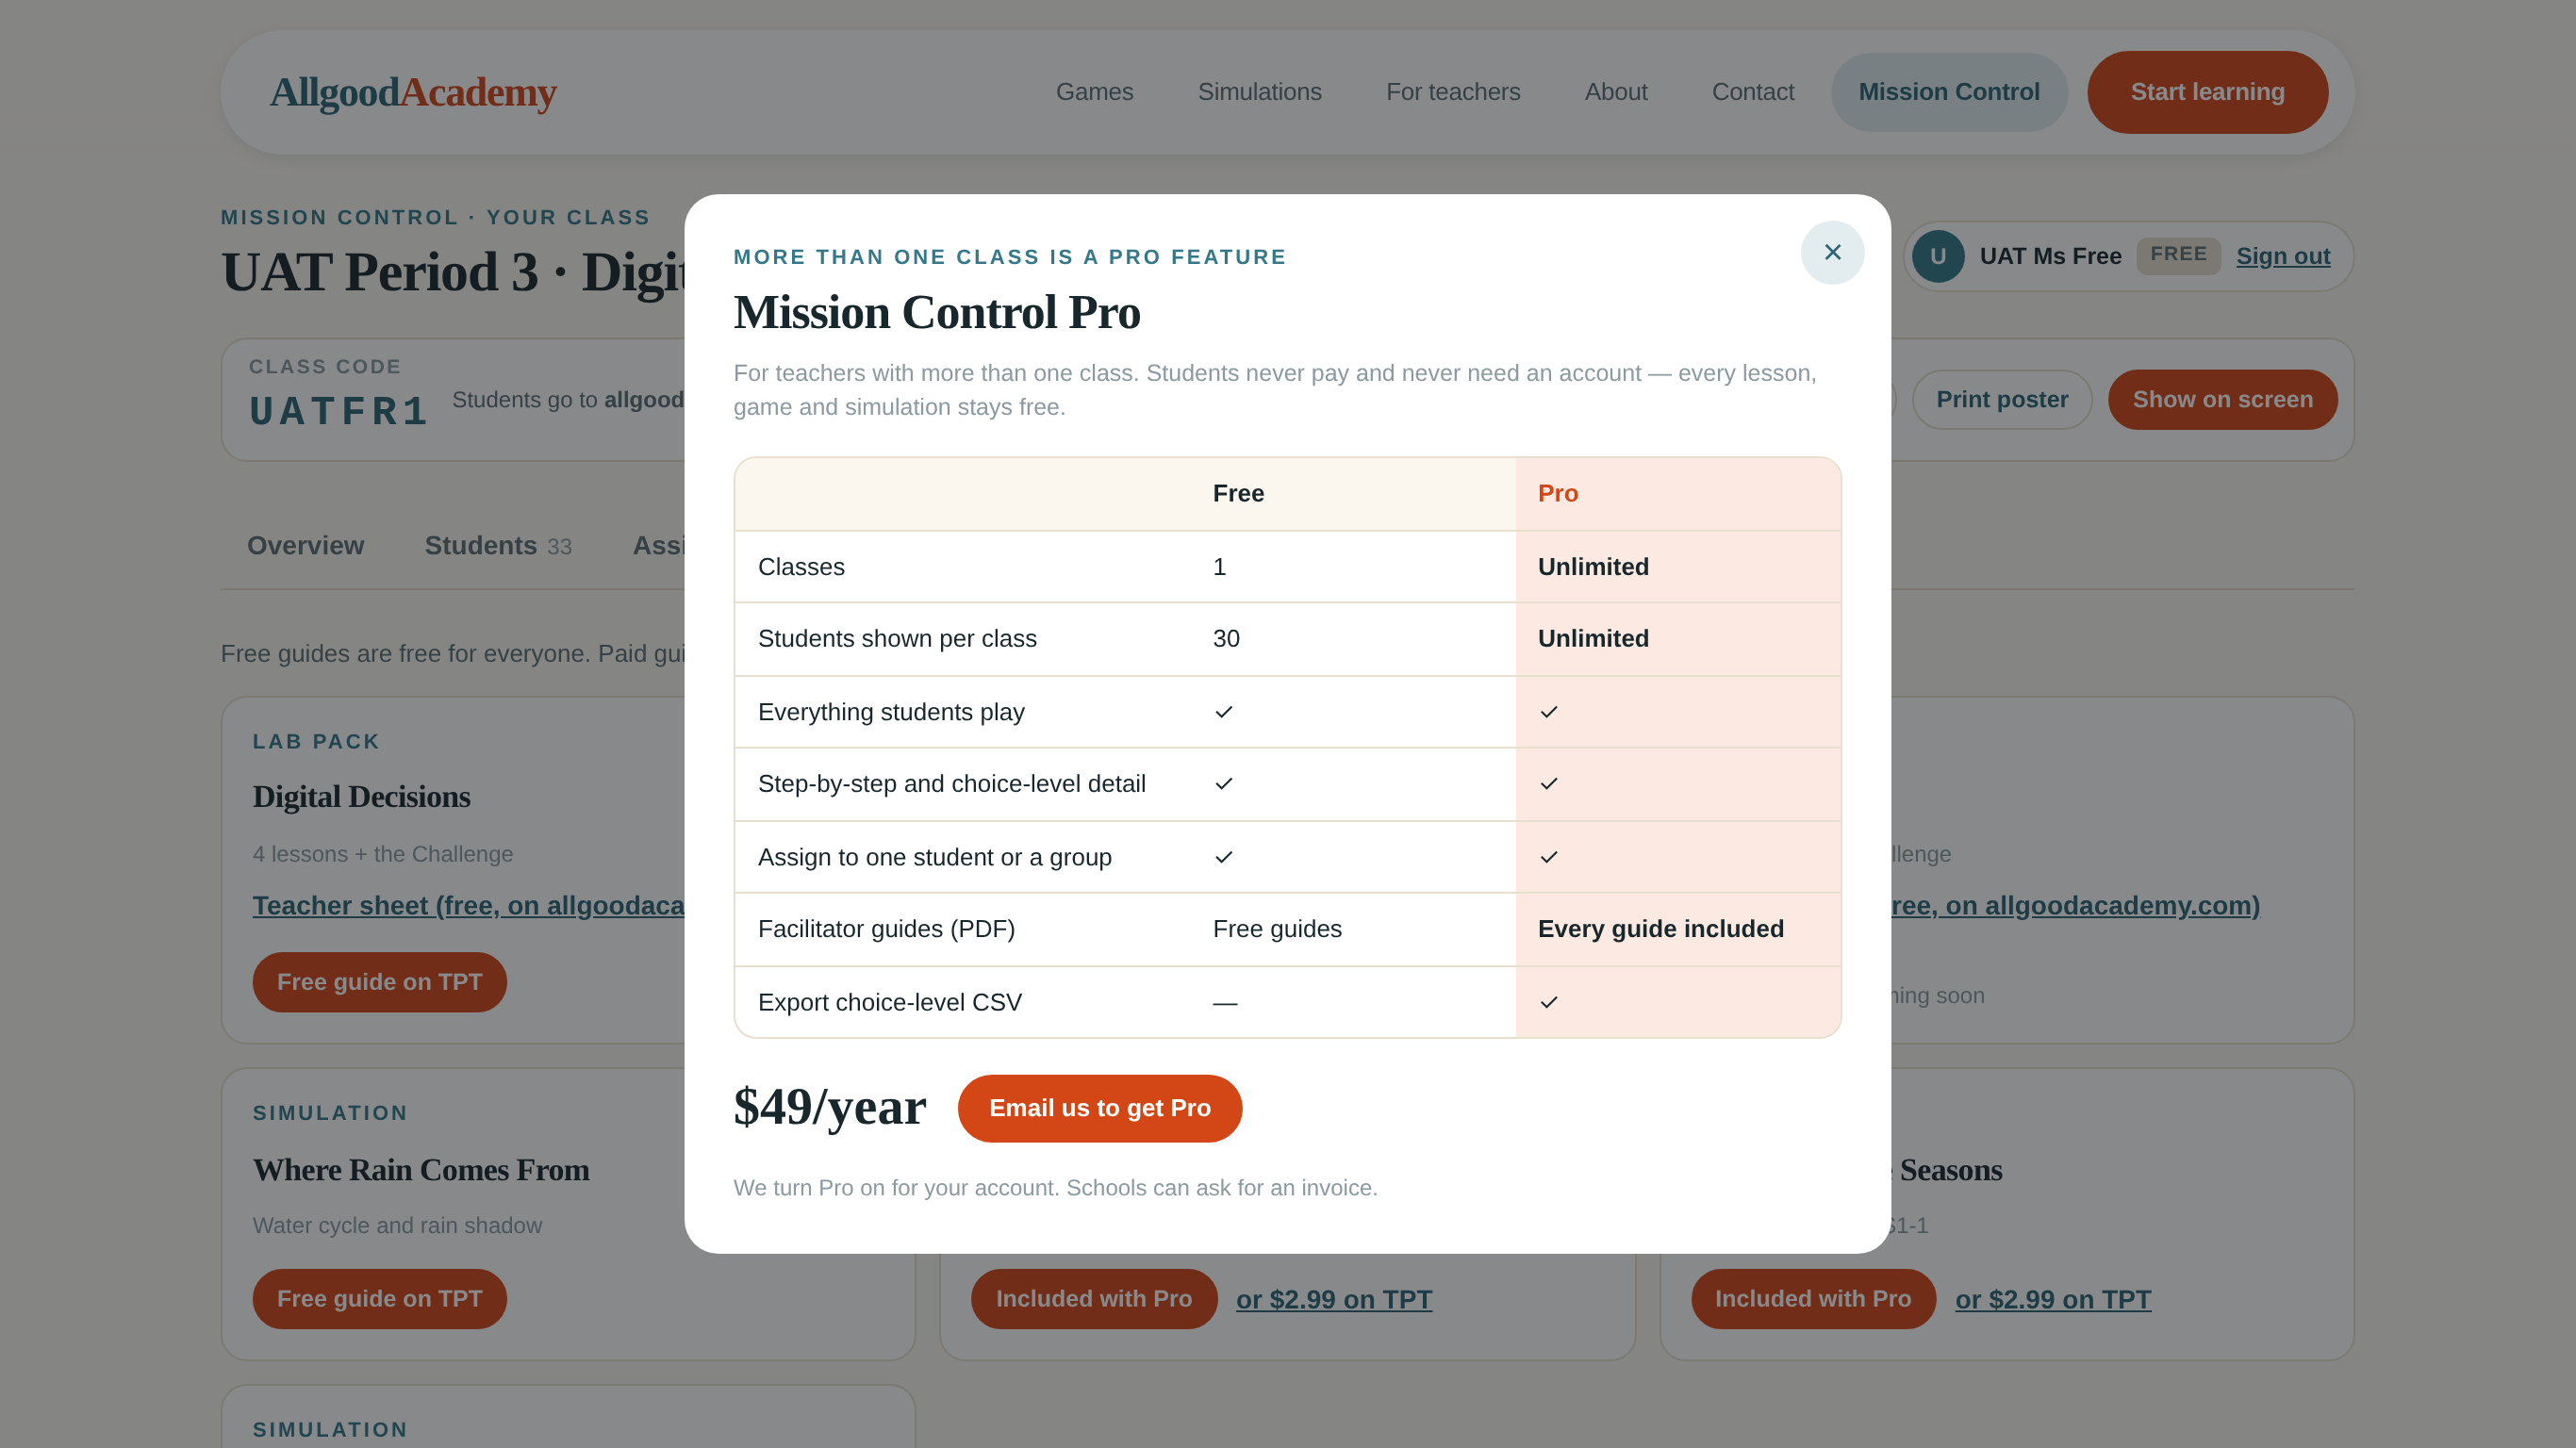 AllgoodAcademy
Games Simulations For teachers About Contact Mission Control Start learning
MISSION CONTROL · YOUR CLASS
UAT Period 3 · Digit
U UAT Ms Free FREE Sign out
CLASS CODE
UATFR1 Students go to allgood
Print poster Show on screen
Overview Students 33 Assi
Free guides are free for everyone. Paid gui
LAB PACK
Digital Decisions
4 lessons + the Challenge
Teacher sheet (free, on allgoodaca
Free guide on TPT
llenge
ree, on allgoodacademy.com)
ning soon
SIMULATION
Where Rain Comes From
Water cycle and rain shadow
Free guide on TPT
Included with Pro or $2.99 on TPT
Seasons
S1-1
Included with Pro or $2.99 on TPT
SIMULATION
MORE THAN ONE CLASS IS A PRO FEATURE
✕
Mission Control Pro
For teachers with more than one class. Students never pay and never need an account — every lesson,
game and simulation stays free.
Free Pro
Classes 1 Unlimited
Students shown per class 30 Unlimited
Everything students play ✓ ✓
Step-by-step and choice-level detail ✓ ✓
Assign to one student or a group ✓ ✓
Facilitator guides (PDF) Free guides Every guide included
Export choice-level CSV — ✓
$49/year Email us to get Pro
We turn Pro on for your account. Schools can ask for an invoice.